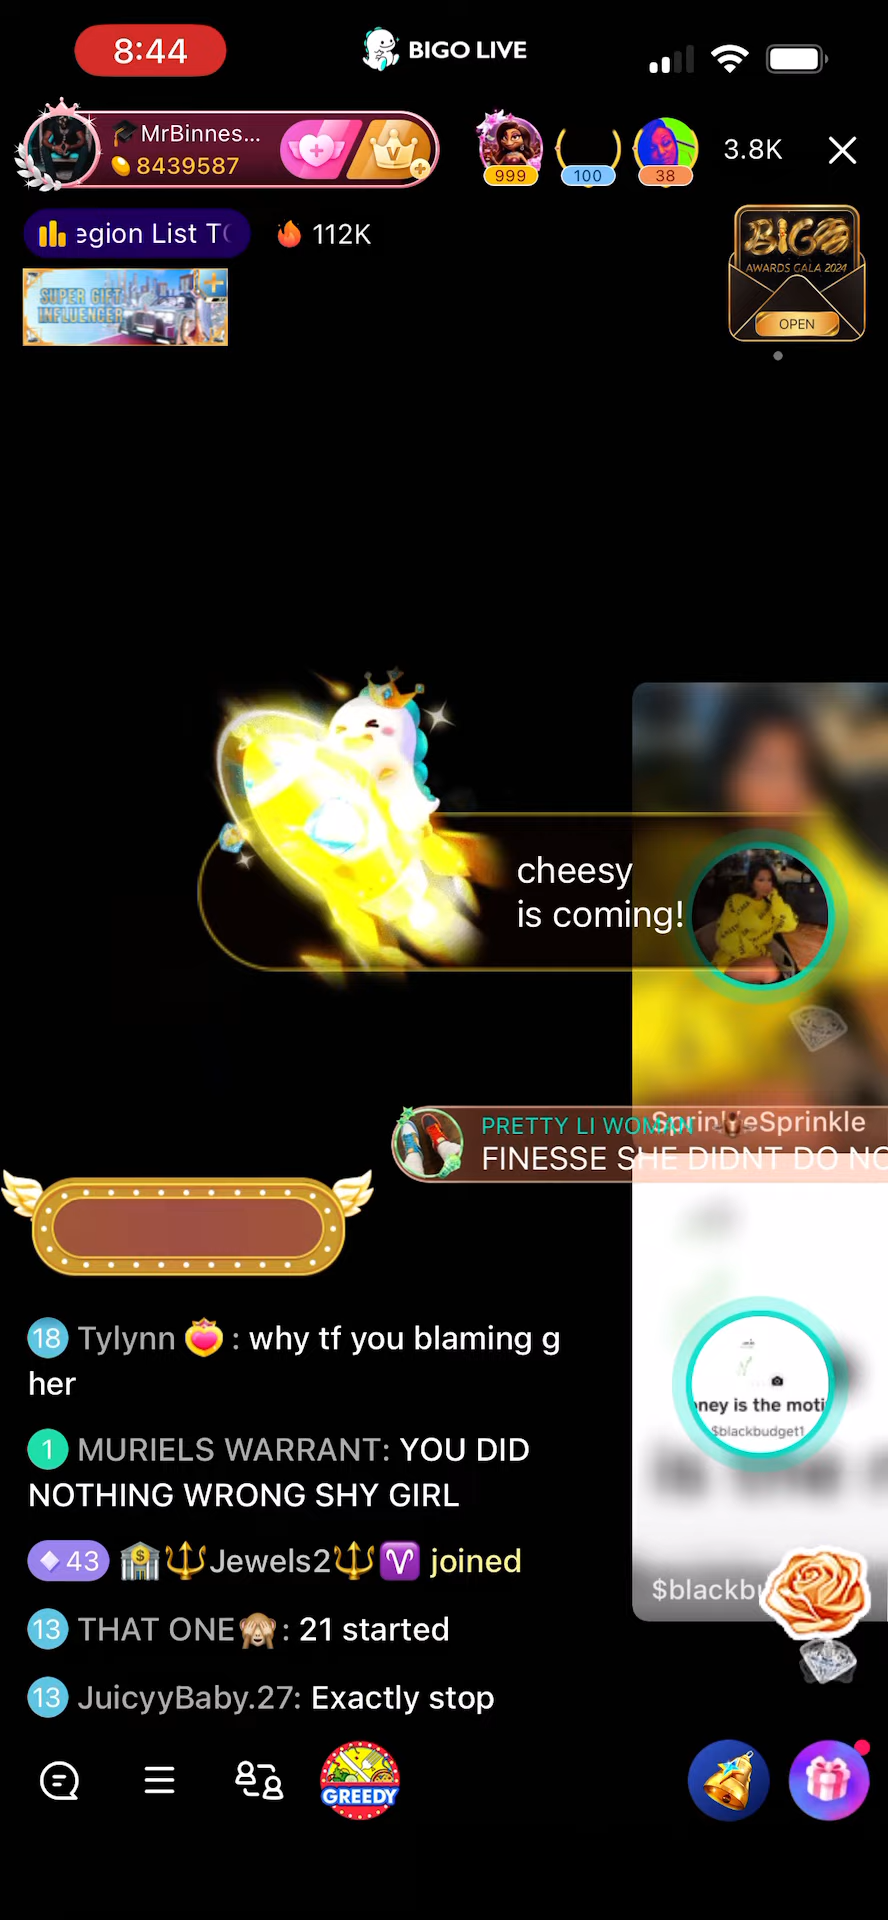 8:44
BIGO LIVE
MrBinnes...
8439587
999
100
38
3.8K
egion List TO
112K
SUPER GIFT
INFLUENCER
BIGO
AWARDS GALA 2024
OPEN
cheesy
is coming!
PRETTY LI WOMAN
SprinkleSprinkle
FINESSE SHE DIDNT DO NO
ney is the moti
$blackbudget1
18 Tylynn : why tf you blaming g
her
1 MURIELS WARRANT: YOU DID
NOTHING WRONG SHY GIRL
43 Jewels2 joined
$blackbu
13 THAT ONE🙈: 21 started
13 JuicyyBaby.27: Exactly stop
GREEDY